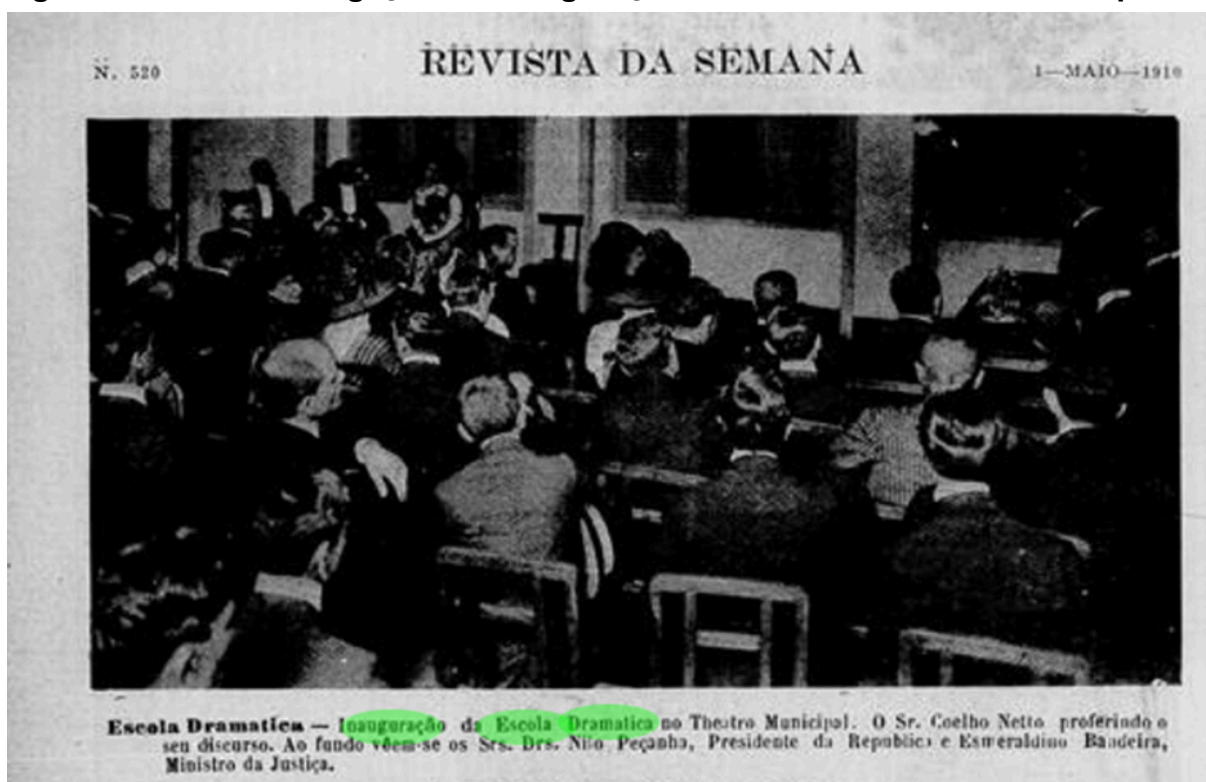 N. 520
REVISTA DA SEMANA
1—MAIO—1910
Escola Dramatica — Inauguração da Escola Dramatica no Theatro Municipal. O Sr. Coelho Netto proferindo o
seu discurso. Ao fundo vêem-se os Srs. Drs. Nilo Peçanha, Presidente da Republica e Esmeraldino Bandeira,
Ministro da Justiça.